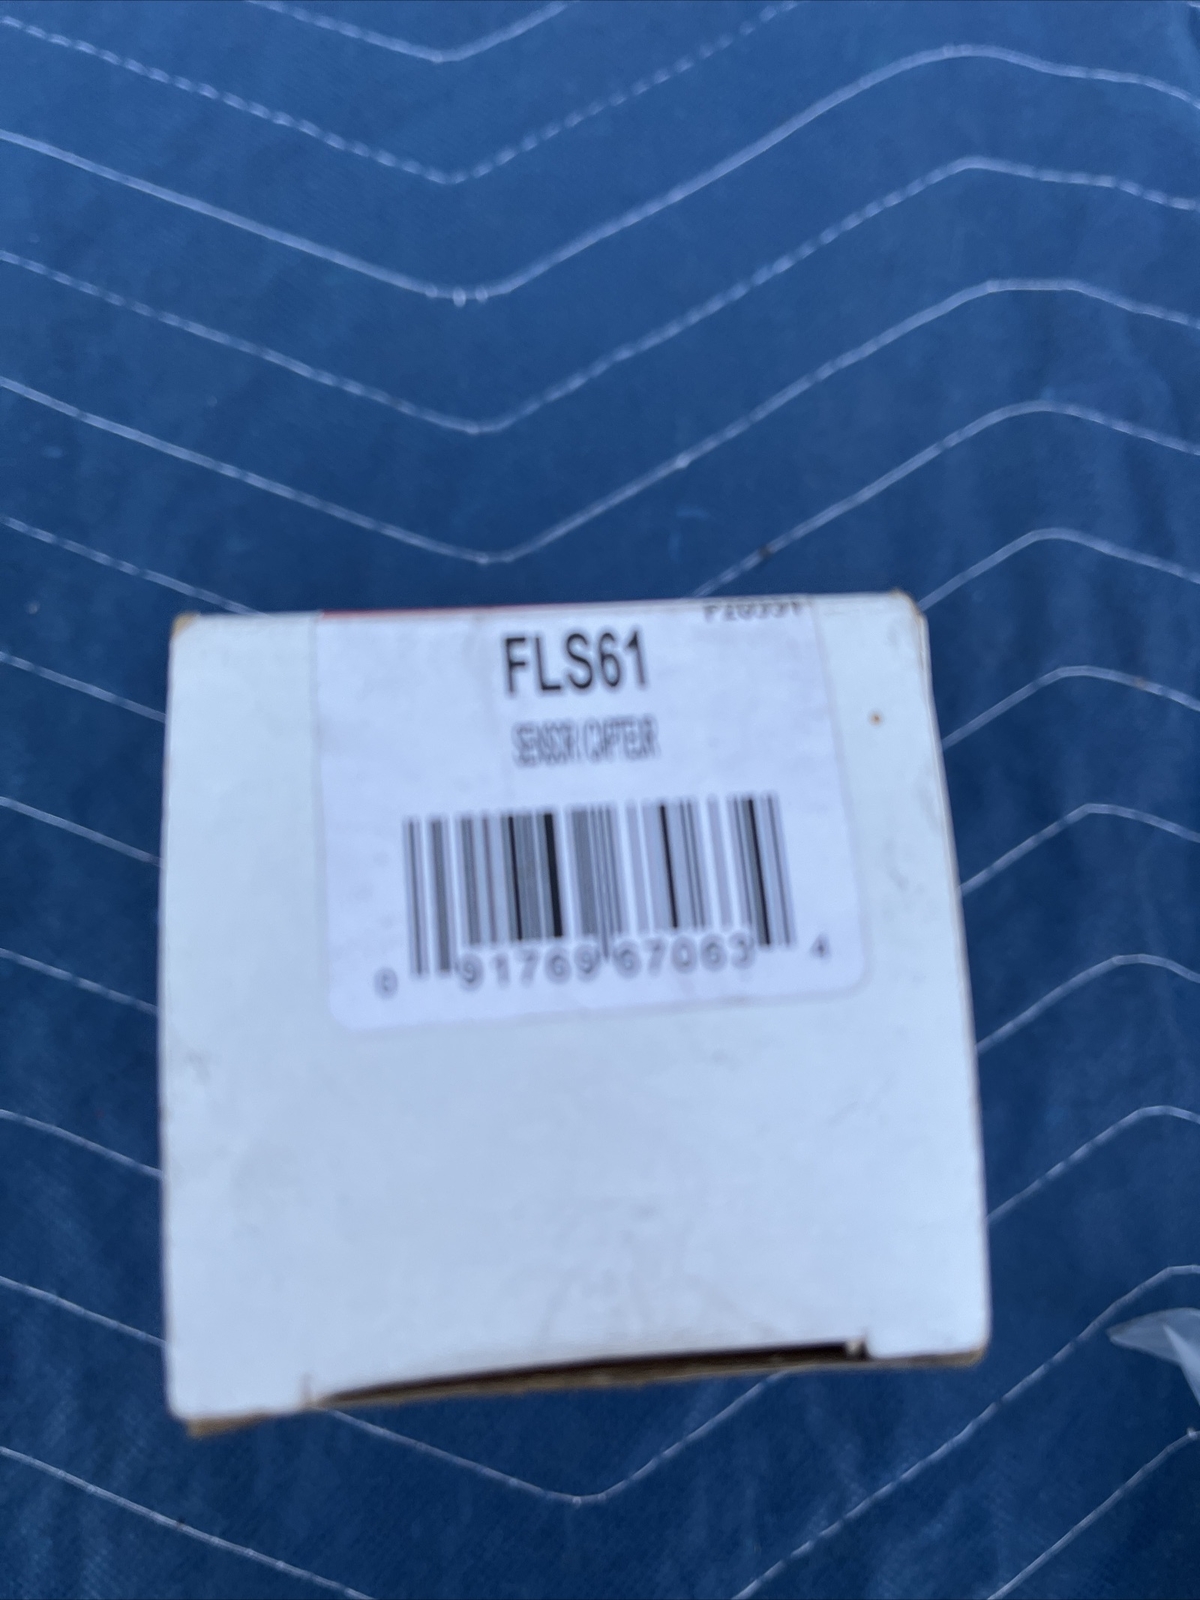 FLS61
SENSOR / CAPTEUR
0 91769 67063 4